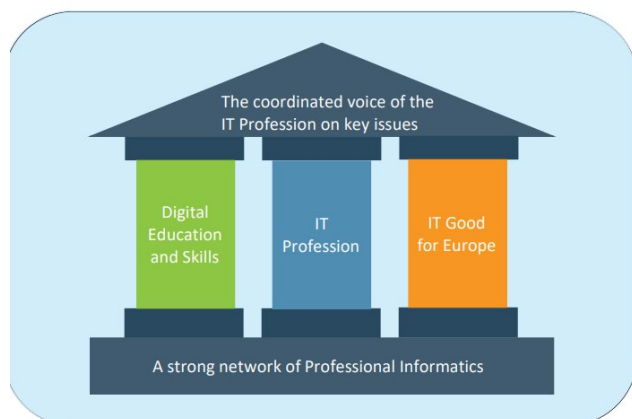 The coordinated voice of the
IT Profession on key issues
Digital
Education
and Skills
IT
Profession
IT Good
for Europe
A strong network of Professional Informatics